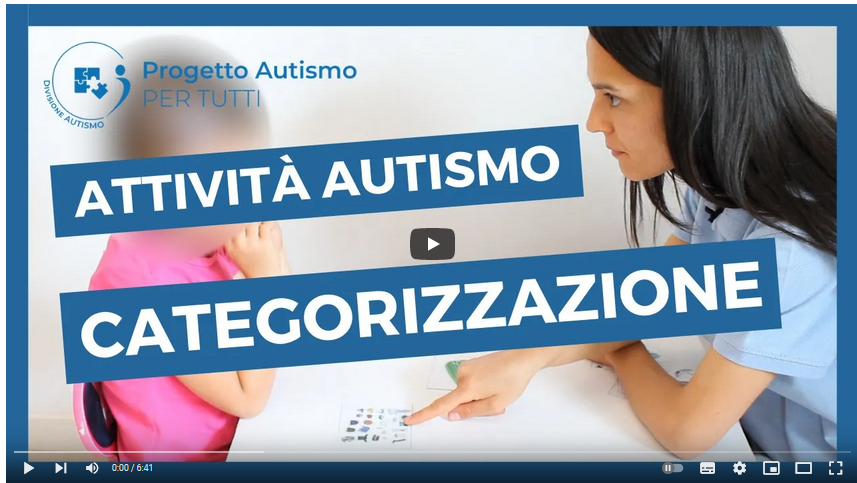 Progetto Autismo
PER TUTTI
DIVISIONE AUTISMO
ATTIVITÀ AUTISMO
CATEGORIZZAZIONE
0:00 / 6:41